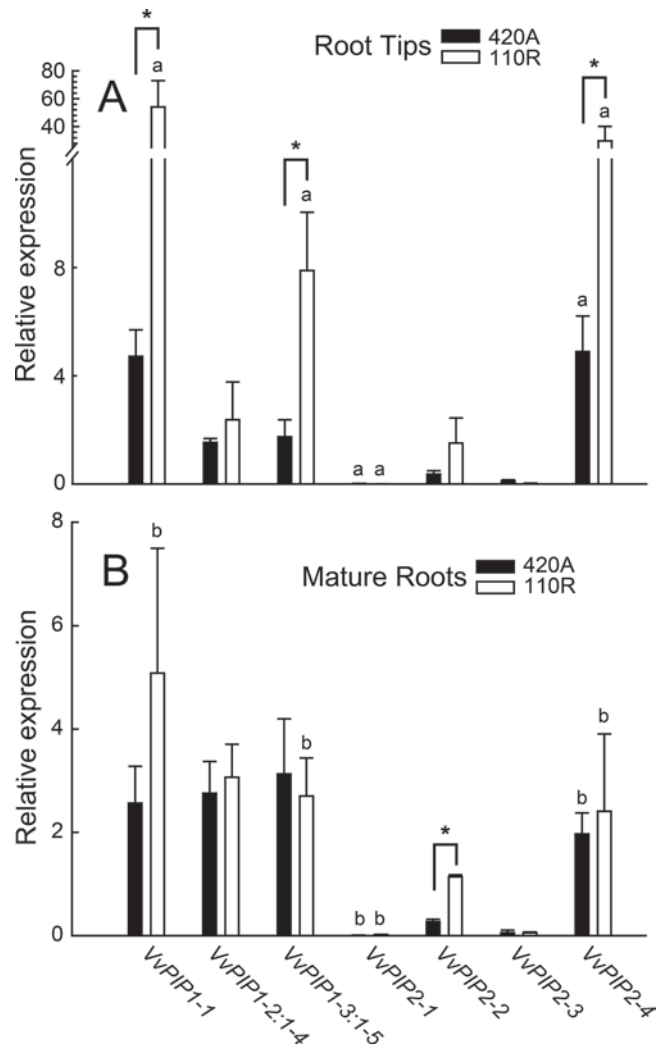 Root Tips
420A
110R
A
Relative expression
80
60
40
8
4
0
*
a
*
a
a a
*
a
a
B
Mature Roots
420A
110R
Relative expression
8
6
4
2
0
b
b
b b
*
b
b
VvPIP1-1
VvPIP1-2:1-4
VvPIP1-3:1-5
VvPIP2-1
VvPIP2-2
VvPIP2-3
VvPIP2-4